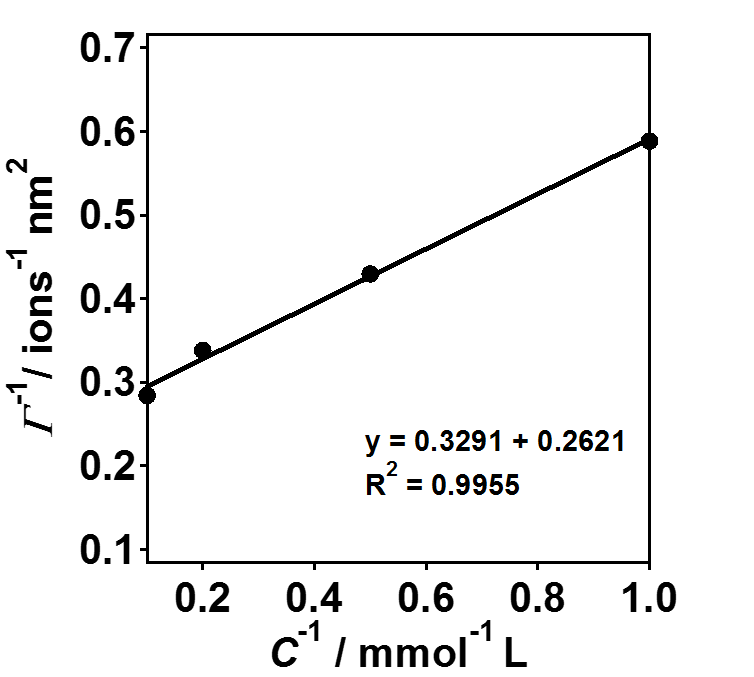 0.7
0.6
0.5
0.4
0.3
0.2
0.1
Γ⁻¹ / ions⁻¹ nm²
y = 0.3291 + 0.2621
R² = 0.9955
0.2 0.4 0.6 0.8 1.0
C⁻¹ / mmol⁻¹ L